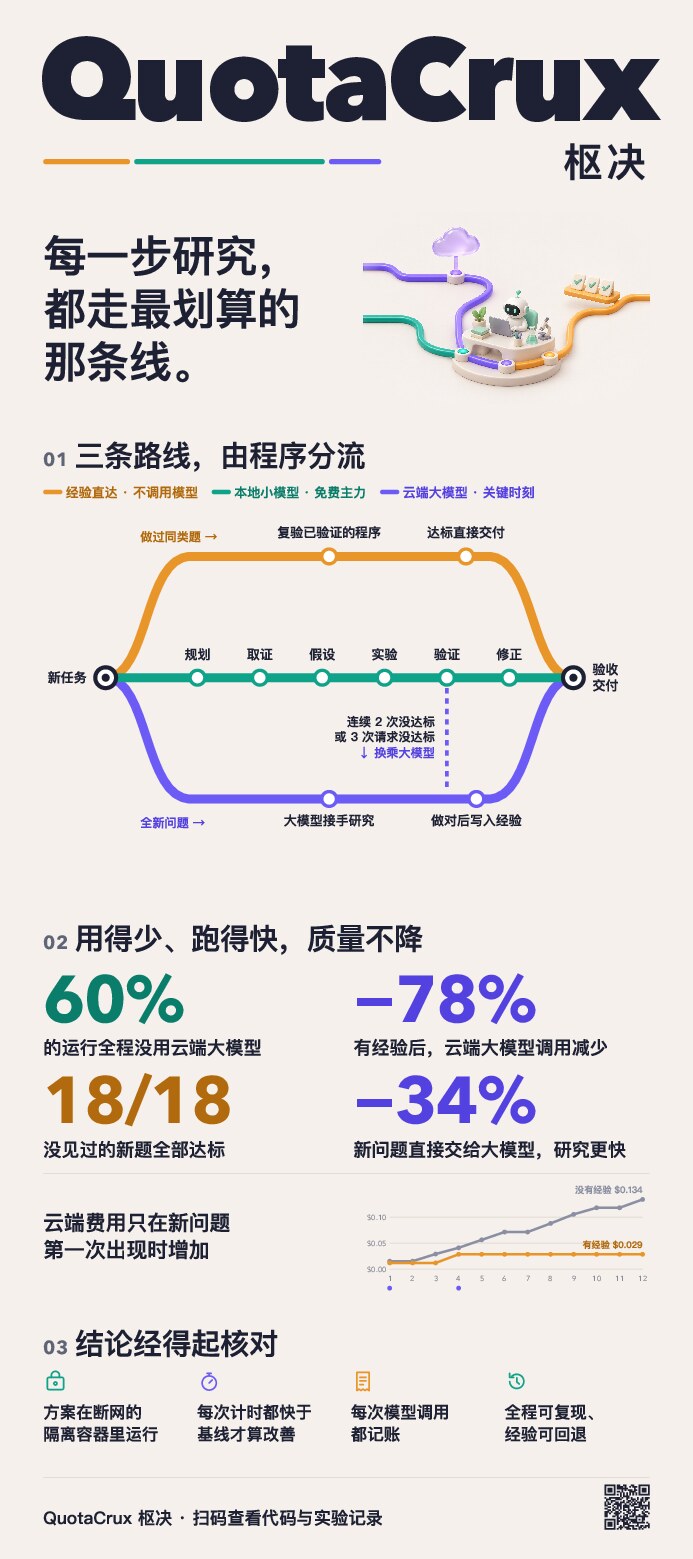 QuotaCrux
枢决
每一步研究，
都走最划算的
那条线。
01 三条路线，由程序分流
经验直达 · 不调用模型
本地小模型 · 免费主力
云端大模型 · 关键时刻
做过同类题 →
复验已验证的程序
达标直接交付
新任务
规划
取证
假设
实验
验证
修正
验收
交付
连续 2 次没达标
或 3 次请求没达标
↓ 换乘大模型
全新问题 →
大模型接手研究
做对后写入经验
02 用得少、跑得快，质量不降
60%
的运行全程没用云端大模型
−78%
有经验后，云端大模型调用减少
18/18
没见过的新题全部达标
−34%
新问题直接交给大模型，研究更快
云端费用只在新问题
第一次出现时增加
没有经验 $0.134
有经验 $0.029
$0.10
$0.05
$0.00
1 2 3 4 5 6 7 8 9 10 11 12
03 结论经得起核对
方案在断网的
隔离容器里运行
每次计时都快于
基线才算改善
每次模型调用
都记账
全程可复现、
经验可回退
QuotaCrux 枢决 · 扫码查看代码与实验记录